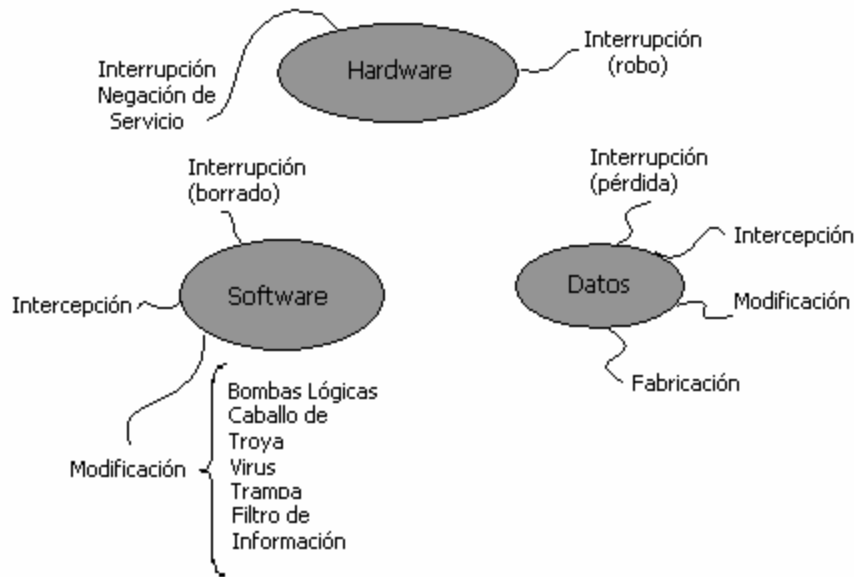 Hardware
Interrupción
(robo)
Interrupción
Negación de
Servicio
Interrupción
(borrado)
Software
Intercepción
Modificación
Bombas Lógicas
Caballo de
Troya
Virus
Trampa
Filtro de
Información
Interrupción
(pérdida)
Datos
Intercepción
Modificación
Fabricación